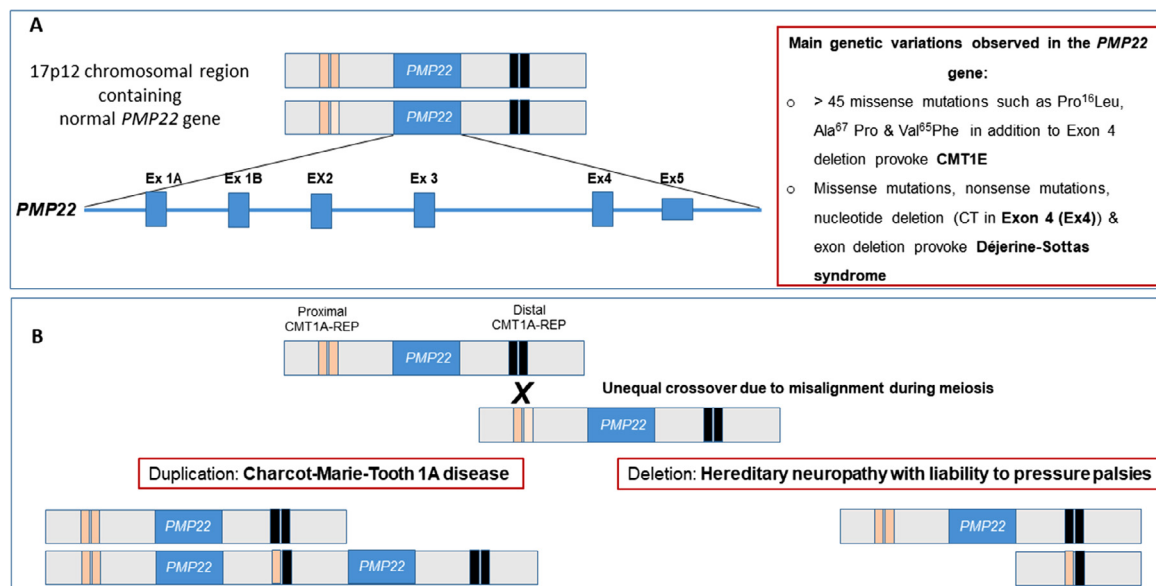 A
17p12 chromosomal region
containing
normal PMP22 gene
PMP22
PMP22
Ex 1A
Ex 1B
EX2
Ex 3
Ex4
Ex5
PMP22
Main genetic variations observed in the PMP22
gene:
o > 45 missense mutations such as Pro¹⁶Leu,
Ala⁶⁷ Pro & Val⁶⁵Phe in addition to Exon 4
deletion provoke CMT1E
o Missense mutations, nonsense mutations,
nucleotide deletion (CT in Exon 4 (Ex4)) &
exon deletion provoke Déjerine-Sottas
syndrome
B
Proximal
CMT1A-REP
Distal
CMT1A-REP
PMP22
X
Unequal crossover due to misalignment during meiosis
PMP22
Duplication: Charcot-Marie-Tooth 1A disease
Deletion: Hereditary neuropathy with liability to pressure palsies
PMP22
PMP22
PMP22
PMP22